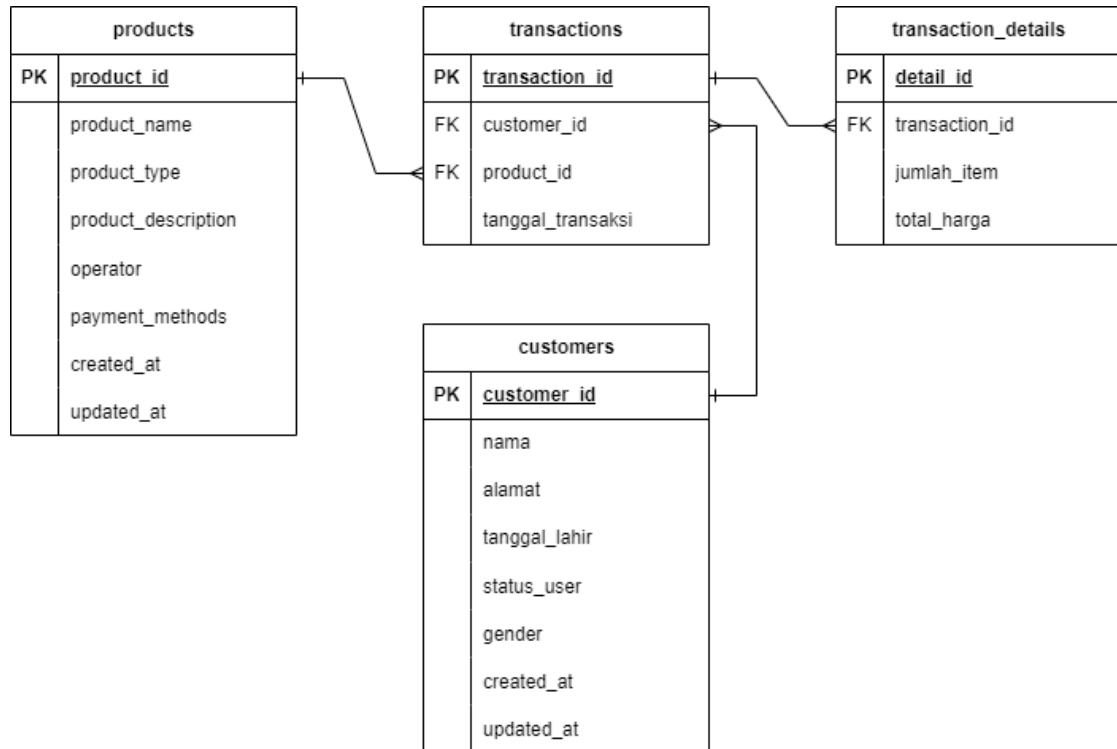 products
PK product_id
product_name
product_type
product_description
operator
payment_methods
created_at
updated_at
transactions
PK transaction_id
FK customer_id
FK product_id
tanggal_transaksi
transaction_details
PK detail_id
FK transaction_id
jumlah_item
total_harga
customers
PK customer_id
nama
alamat
tanggal_lahir
status_user
gender
created_at
updated_at